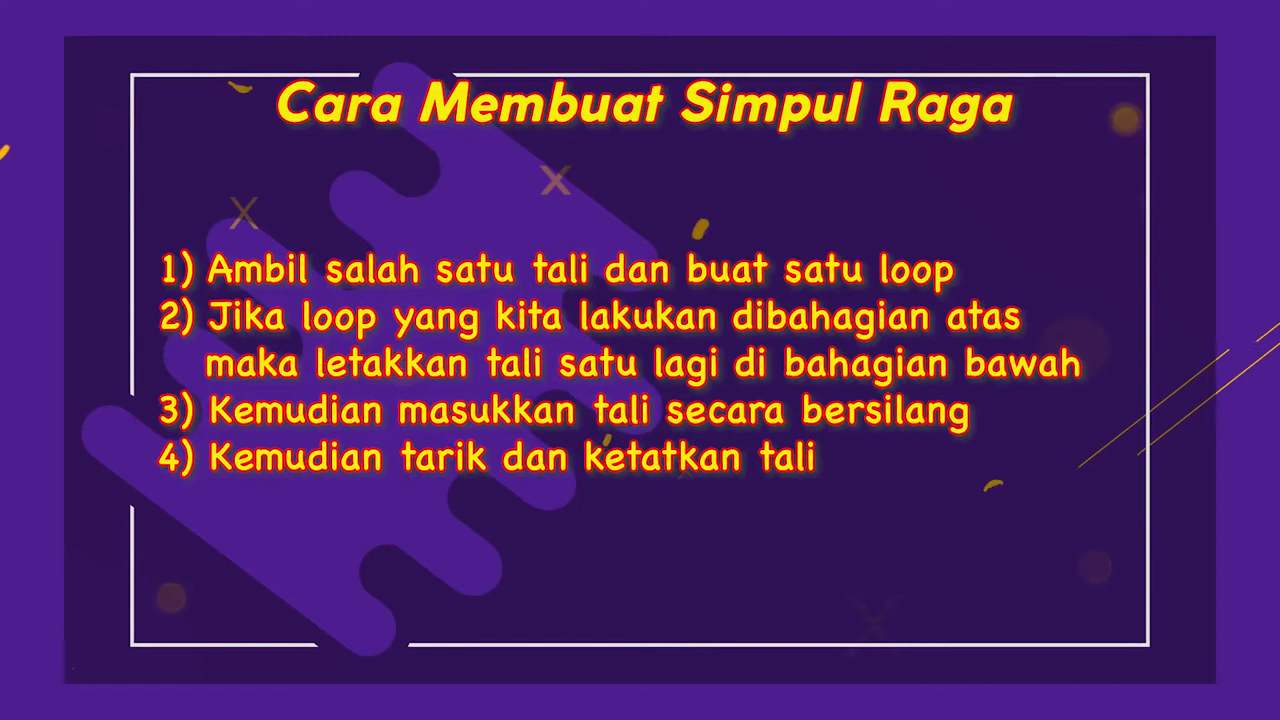 Cara Membuat Simpul Raga
1) Ambil salah satu tali dan buat satu loop
2) Jika loop yang kita lakukan dibahagian atas
maka letakkan tali satu lagi di bahagian bawah
3) Kemudian masukkan tali secara bersilang
4) Kemudian tarik dan ketatkan tali